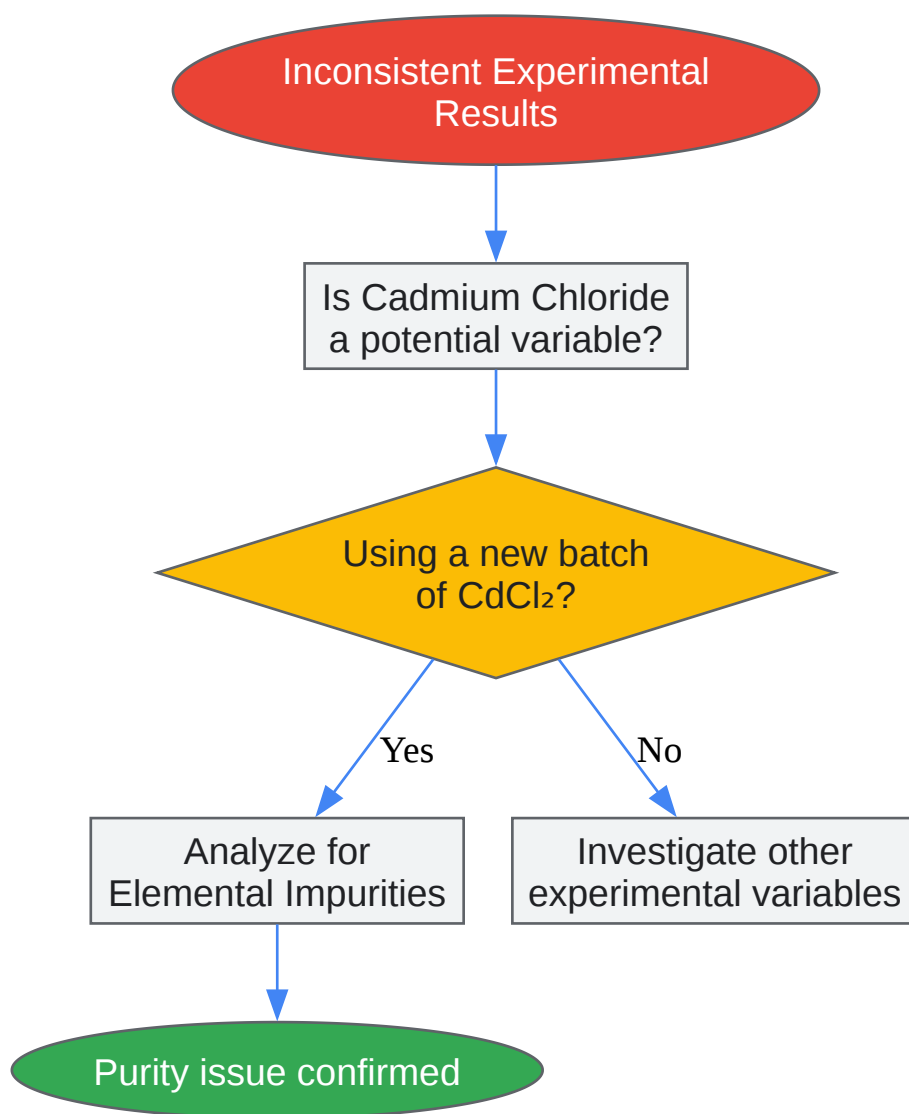 Inconsistent Experimental
Results
Is Cadmium Chloride
a potential variable?
Using a new batch
of CdCl₂?
Yes
No
Analyze for
Elemental Impurities
Investigate other
experimental variables
Purity issue confirmed